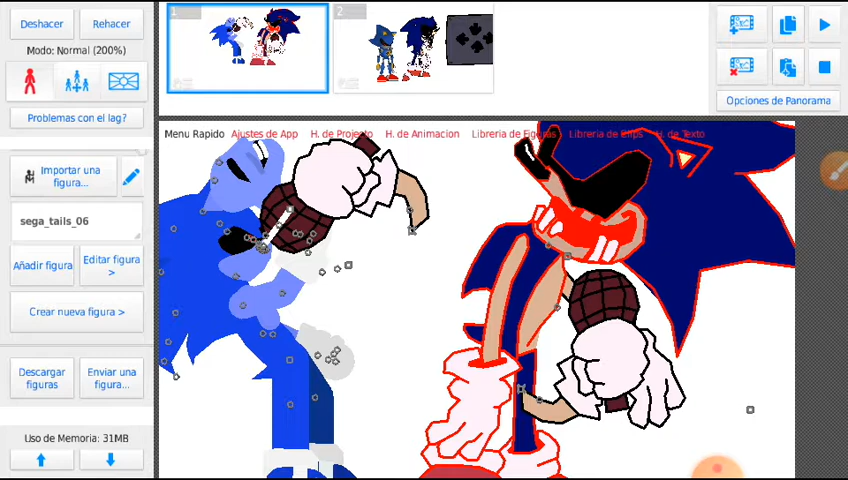 Deshacer
Rehacer
Modo: Normal (200%)
Problemas con el lag?
Importar una
figura...
sega_tails_06
Añadir figura
Editar figura
>
Crear nueva figura >
Descargar
figuras
Enviar una
figura...
Uso de Memoria: 31MB
1
2
Opciones de Panorama
Menu Rapido
Ajustes de App
H. de Projecto
H. de Animacion
Libreria de Figuras
Libreria de Clips
H. de Texto